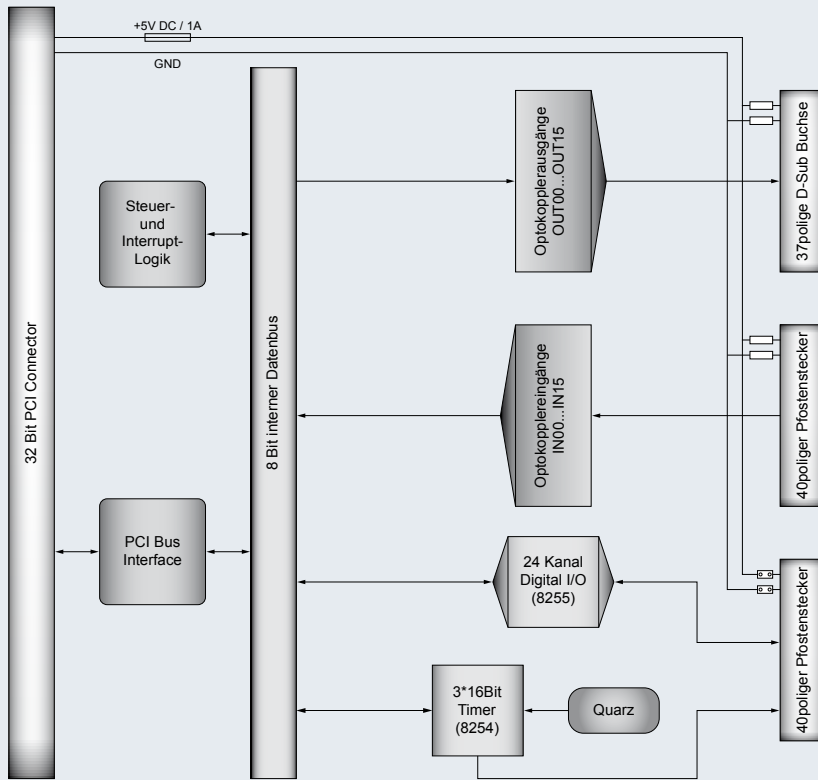 +5V DC / 1A
GND
32 Bit PCI Connector
Steuer-
und
Interrupt-
Logik
PCI Bus
Interface
8 Bit interner Datenbus
Optokopplerausgänge
OUT00...OUT15
37polige D-Sub Buchse
Optokopplereingänge
IN00...IN15
40poliger Pfostenstecker
24 Kanal
Digital I/O
(8255)
40poliger Pfostenstecker
3*16Bit
Timer
(8254)
Quarz